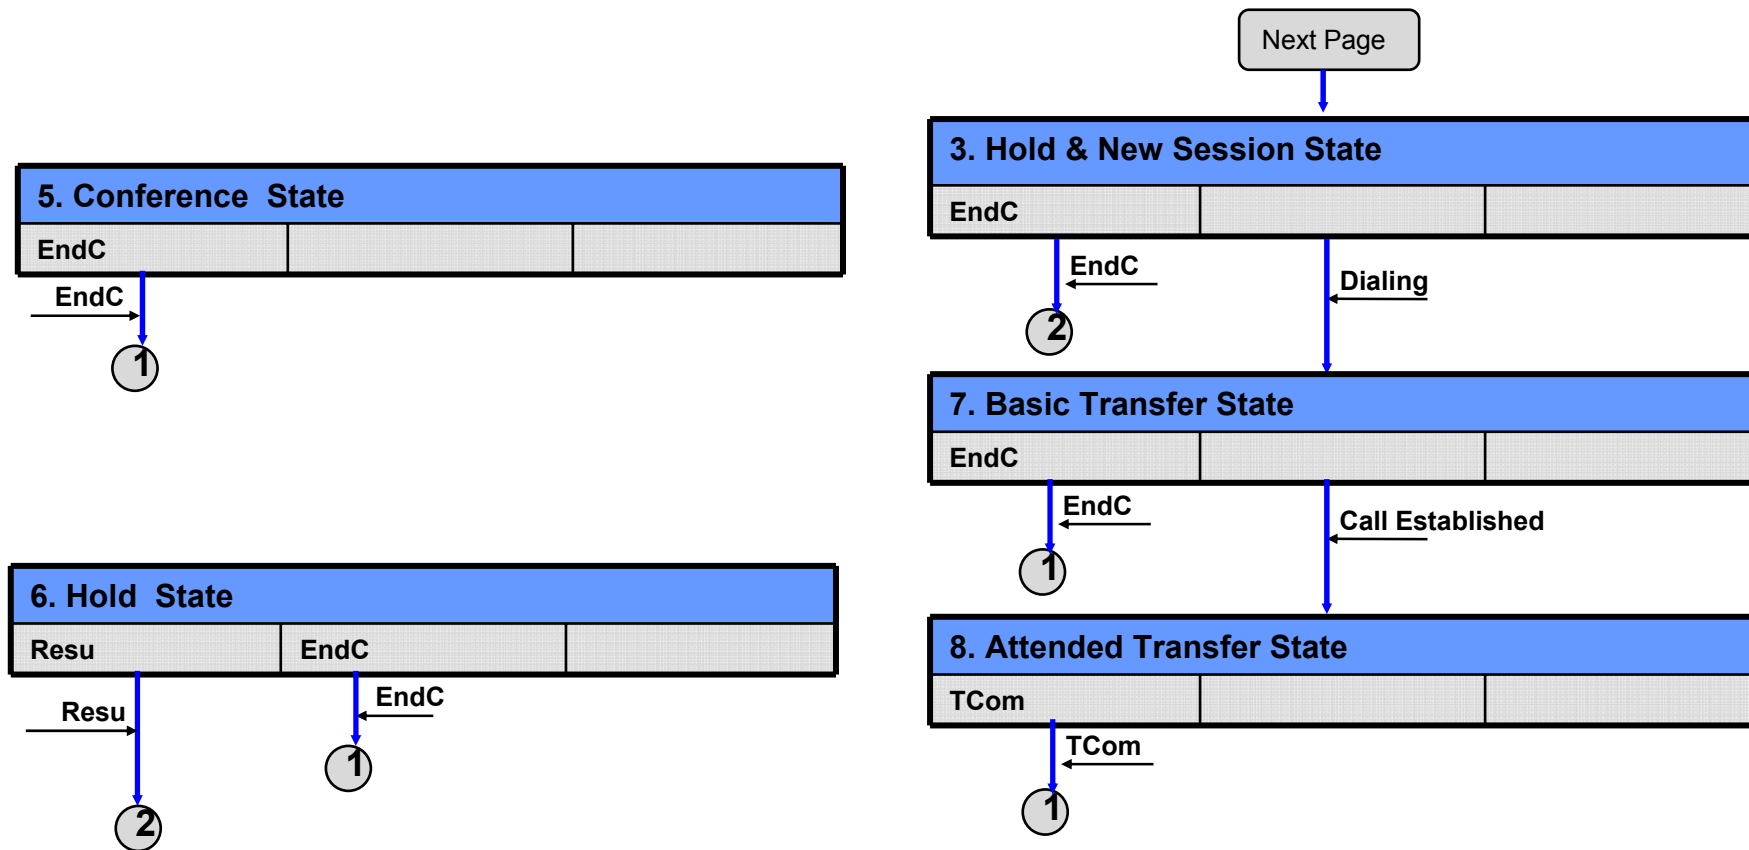 Next Page
5. Conference  State
EndC
EndC
1
6. Hold  State
Resu
EndC
Resu
EndC
1
2
3. Hold & New Session State
EndC
EndC
Dialing
2
7. Basic Transfer State
EndC
EndC
Call Established
1
8. Attended Transfer State
TCom
TCom
1